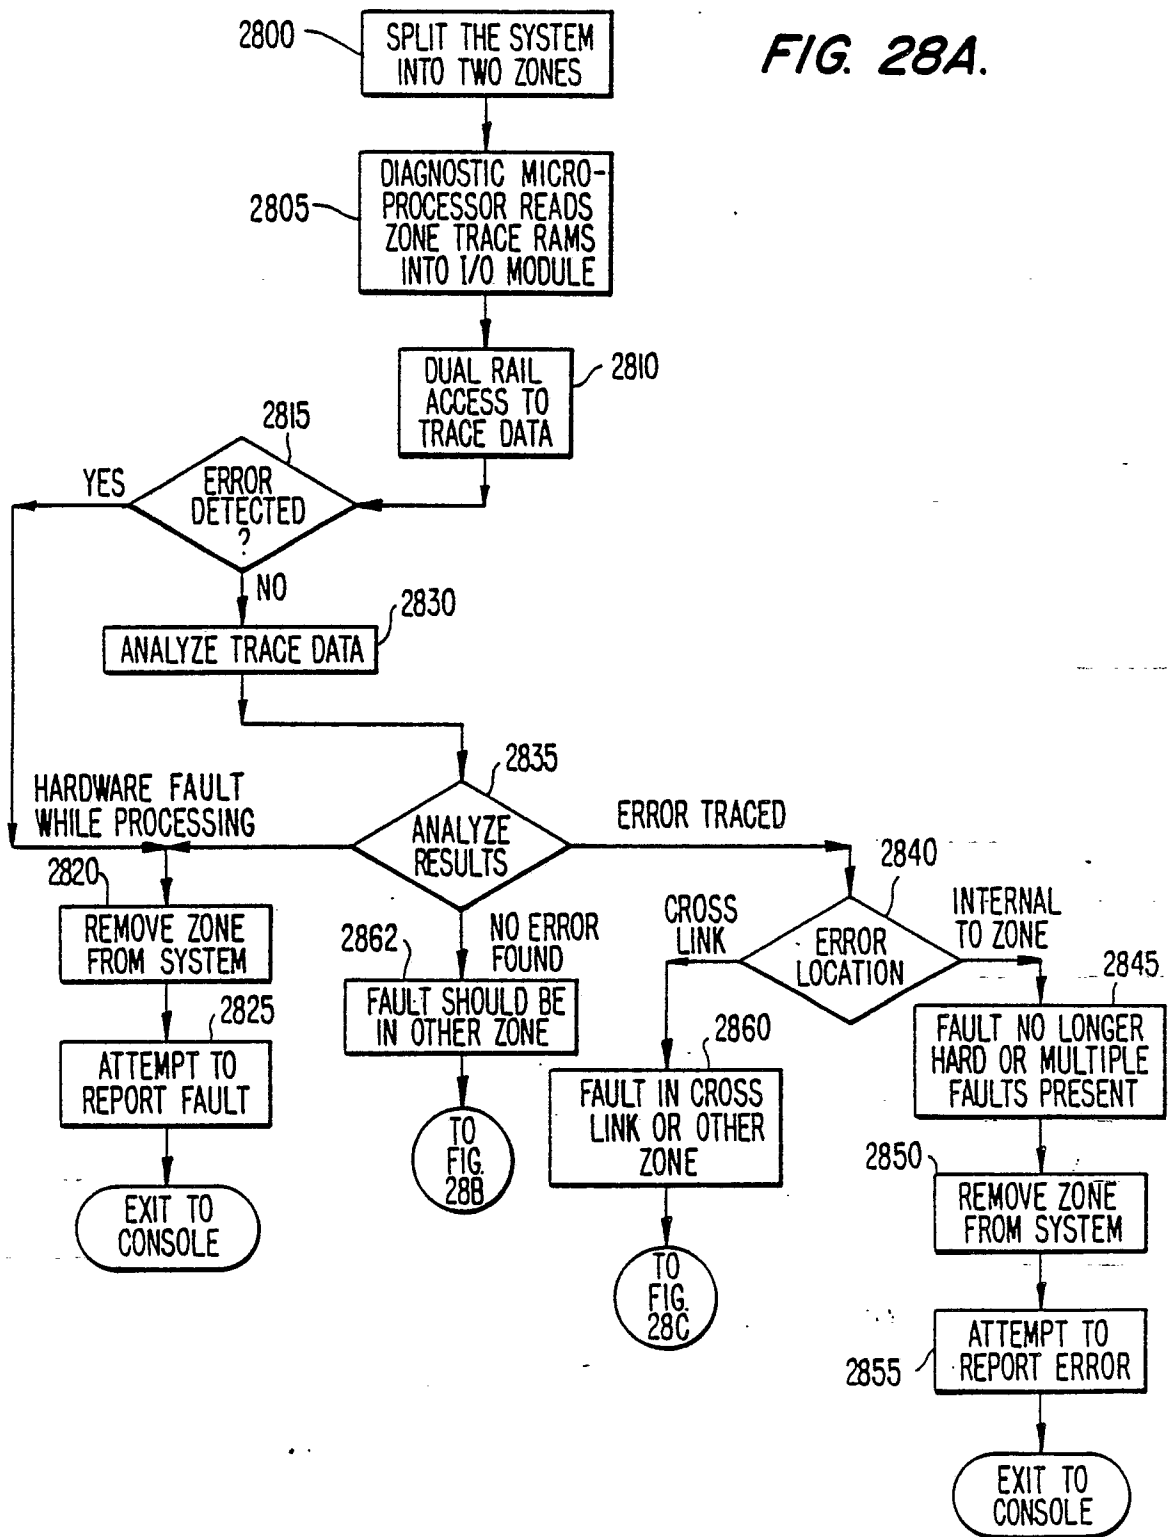 FIG. 28A.
2800
SPLIT THE SYSTEM
INTO TWO ZONES
2805
DIAGNOSTIC MICRO-
PROCESSOR READS
ZONE TRACE RAMS
INTO I/O MODULE
2810
DUAL RAIL
ACCESS TO
TRACE DATA
2815
YES
ERROR
DETECTED
?
NO
2830
ANALYZE TRACE DATA
2835
HARDWARE FAULT
WHILE PROCESSING
ANALYZE
RESULTS
ERROR TRACED
2820
REMOVE ZONE
FROM SYSTEM
2825
ATTEMPT TO
REPORT FAULT
EXIT TO
CONSOLE
NO ERROR
FOUND
2862
FAULT SHOULD BE
IN OTHER ZONE
TO
FIG.
28B
2840
CROSS
LINK
ERROR
LOCATION
INTERNAL
TO ZONE
2860
FAULT IN CROSS
LINK OR OTHER
ZONE
TO
FIG.
28C
2845
FAULT NO LONGER
HARD OR MULTIPLE
FAULTS PRESENT
2850
REMOVE ZONE
FROM SYSTEM
2855
ATTEMPT TO
REPORT ERROR
EXIT TO
CONSOLE